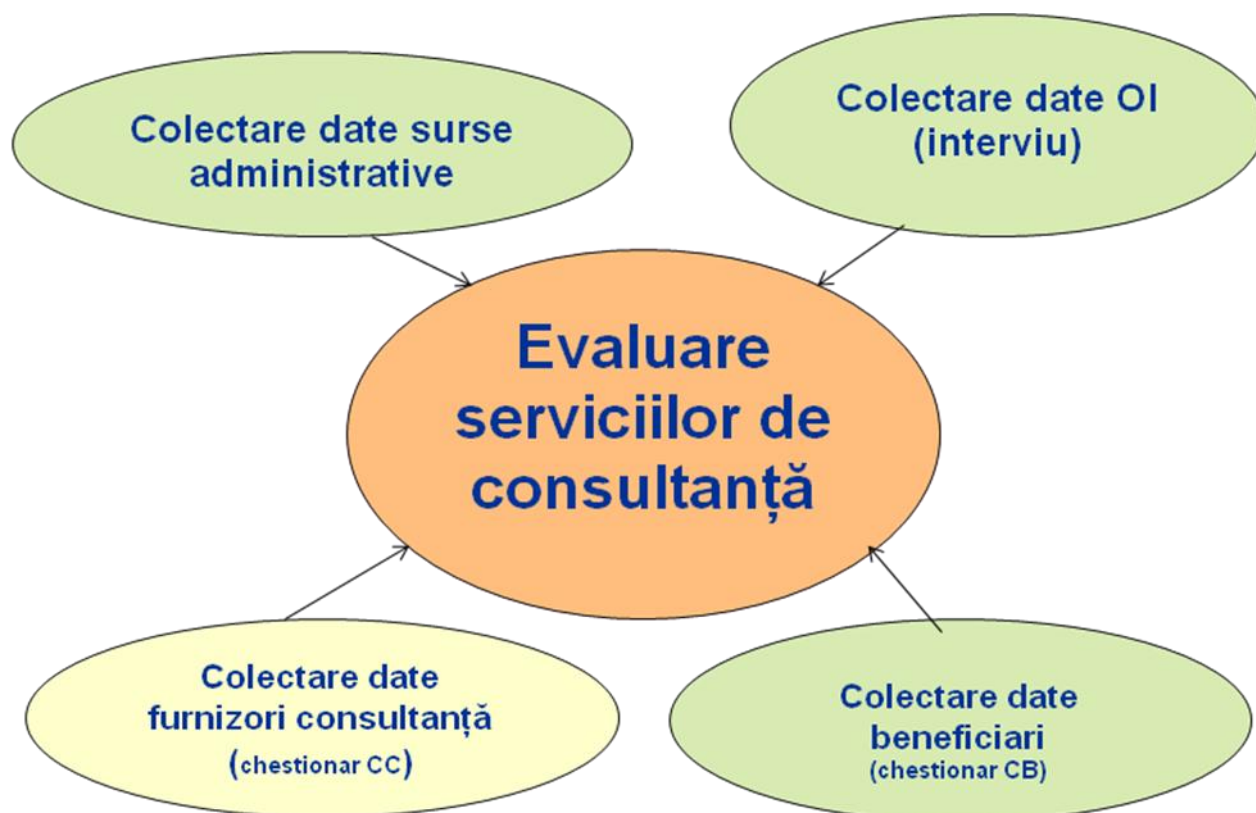 Colectare date surse
administrative
Colectare date OI
(interviu)
Evaluare
serviciilor de
consultanță
Colectare date
furnizori consultanță
(chestionar CC)
Colectare date
beneficiari
(chestionar CB)